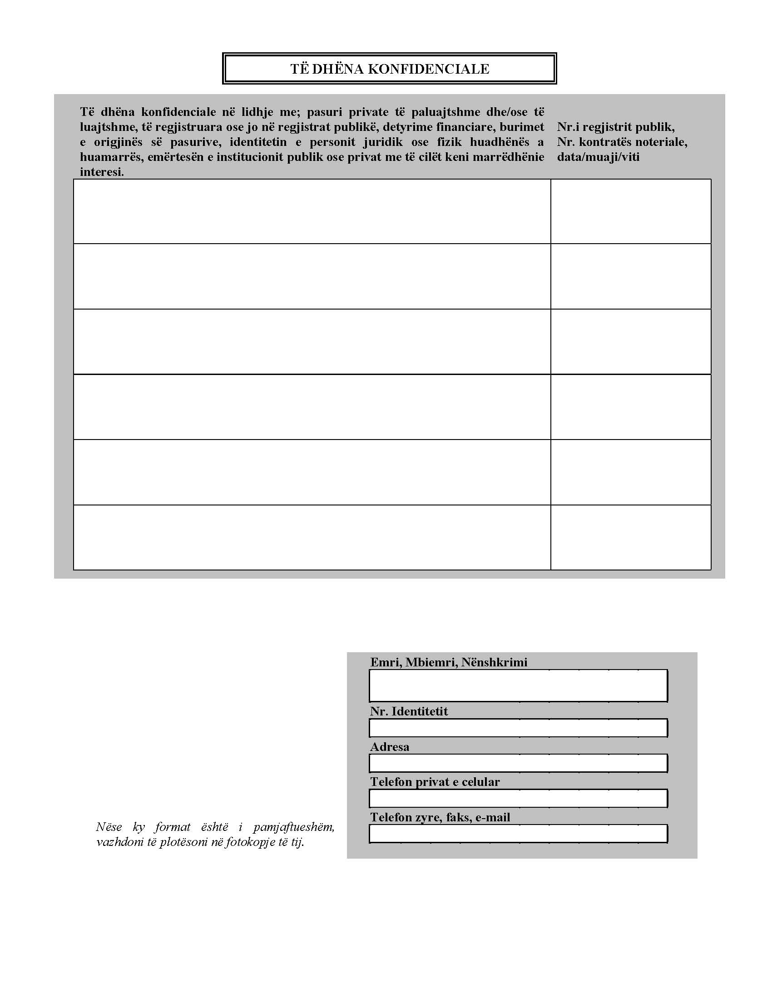 TË DHËNA KONFIDENCIALE
Të dhëna konfidenciale në lidhje me; pasuri private të paluajtshme dhe/ose të
luajtshme, të regjistruara ose jo në regjistrat publikë, detyrime financiare, burimet
e origjinës së pasurive, identitetin e personit juridik ose fizik huadhënës a
huamarrës, emërtesën e institucionit publik ose privat me të cilët keni marrëdhënie
interesi.
Nr.i regjistrit publik,
Nr. kontratës noteriale,
data/muaji/viti
Emri, Mbiemri, Nënshkrimi
Nr. Identitetit
Adresa
Telefon privat e celular
Telefon zyre, faks, e-mail
Nëse ky format është i pamjaftueshëm,
vazhdoni të plotësoni në fotokopje të tij.